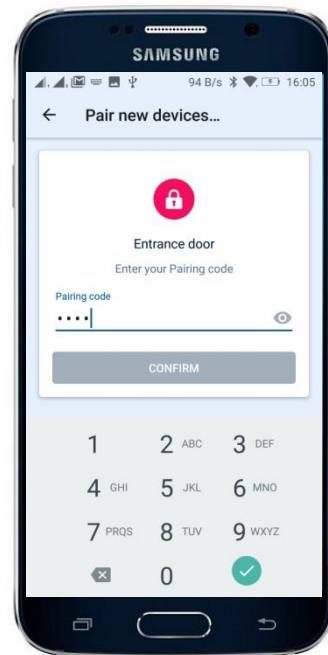 SAMSUNG
94 B/s 16:05
Pair new devices...
Entrance door
Enter your Pairing code
Pairing code
CONFIRM
1 2 ABC 3 DEF
4 GHI 5 JKL 6 MNO
7 PRQS 8 TUV 9 WXYZ
0